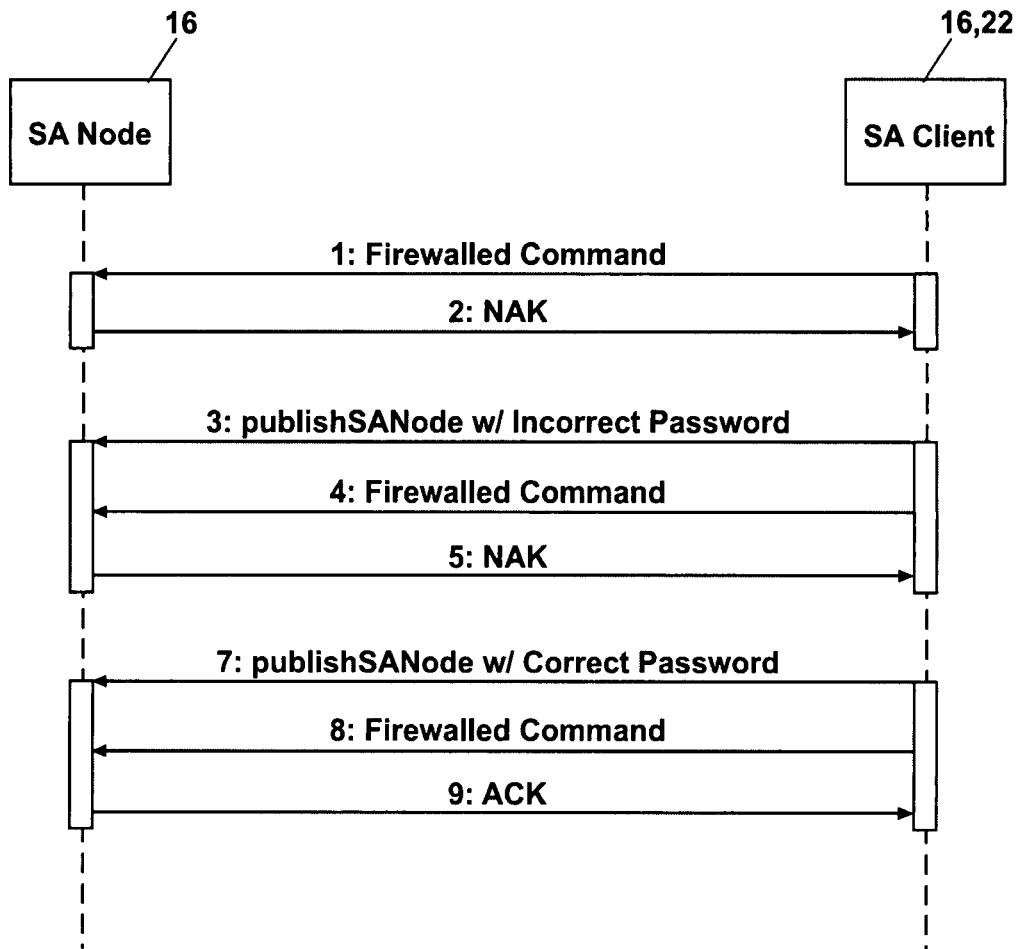 16
16,22
SA Node
SA Client
1: Firewalled Command
2: NAK
3: publishSANode w/ Incorrect Password
4: Firewalled Command
5: NAK
7: publishSANode w/ Correct Password
8: Firewalled Command
9: ACK